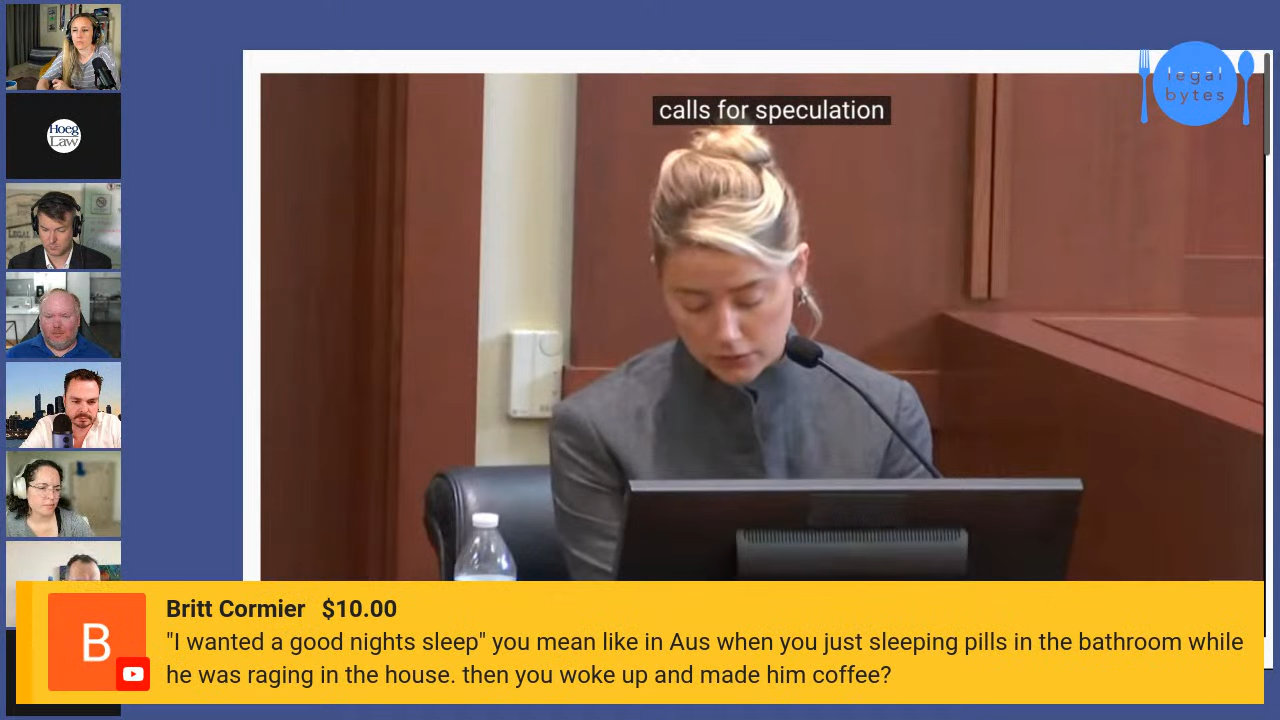 Hoeg
Law
calls for speculation
legal
bytes
B
Britt Cormier $10.00
"I wanted a good nights sleep" you mean like in Aus when you just sleeping pills in the bathroom while
he was raging in the house. then you woke up and made him coffee?